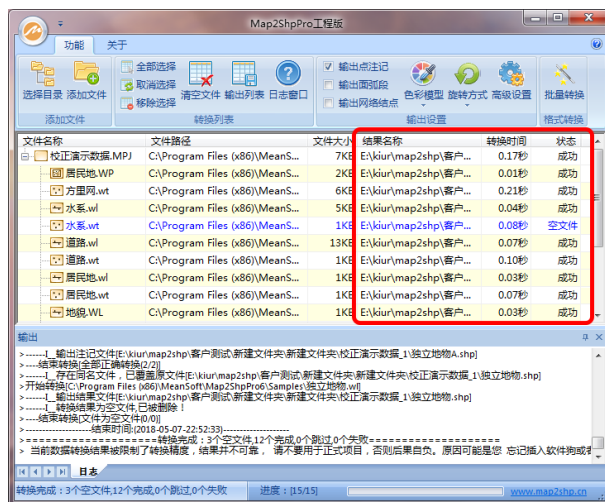 Map2ShpPro工程版
功能 关于
选择目录 添加文件
添加文件
全部选择
取消选择
移除选择
清空文件 输出列表 日志窗口
转换列表
输出点注记
输出面弧段
输出网络结点
色彩模型 旋转方式 高级设置
输出设置
批量转换
格式转换
文件名称 文件路径 文件大小 结果名称 转换时间 状态
校正演示数据.MPJ C:\Program Files (x86)\MeanS... 7KB E:\kiur\map2shp\客户... 0.17秒 成功
居民地.WP C:\Program Files (x86)\MeanS... 2KB E:\kiur\map2shp\客户... 0.01秒 成功
方里网.wt C:\Program Files (x86)\MeanS... 6KB E:\kiur\map2shp\客户... 0.21秒 成功
水系.wl C:\Program Files (x86)\MeanS... 5KB E:\kiur\map2shp\客户... 0.04秒 成功
水系.wt C:\Program Files (x86)\MeanS... 1KB E:\kiur\map2shp\客户... 0.08秒 空文件
道路.wl C:\Program Files (x86)\MeanS... 13KB E:\kiur\map2shp\客户... 0.07秒 成功
道路.wt C:\Program Files (x86)\MeanS... 1KB E:\kiur\map2shp\客户... 0.10秒 成功
居民地.wl C:\Program Files (x86)\MeanS... 1KB E:\kiur\map2shp\客户... 0.03秒 成功
居民地.wt C:\Program Files (x86)\MeanS... 1KB E:\kiur\map2shp\客户... 0.07秒 成功
地貌.WL C:\Program Files (x86)\MeanS... 1KB E:\kiur\map2shp\客户... 0.03秒 成功
输出
>------I__输出注记文件[E:\kiur\map2shp\客户测试\新建文件夹\新建文件夹\校正演示数据_1\独立地物A.shp]
>----结束转换[全部正确转换(2/2)]
>------I__存在同名文件，已覆盖原文件[E:\kiur\map2shp\客户测试\新建文件夹\新建文件夹\校正演示数据_1\独立地物.shp]
>开始转换[C:\Program Files (x86)\MeanSoft\Map2ShpPro6\Samples\独立地物.wl]
>------I__输出结果文件[E:\kiur\map2shp\客户测试\新建文件夹\新建文件夹\校正演示数据_1\独立地物.shp]
>------I__转换结果为空文件,已被删除！
>----结束转换[文件为空文件(0/0)]
>--------------------结束时间:(2018-05-07-22:52:33)--------------------
>====================转换完成：3个空文件,12个完成,0个跳过,0个失败====================
> 当前数据转换结果被限制了转换精度，结果并不可靠， 请不要用于正式项目，否则后果自负。原因可能是您 忘记插入软件狗或者
日志
转换完成：3个空文件,12个完成,0个跳过,0个失败 进度：[15/15] www.map2shp.cn